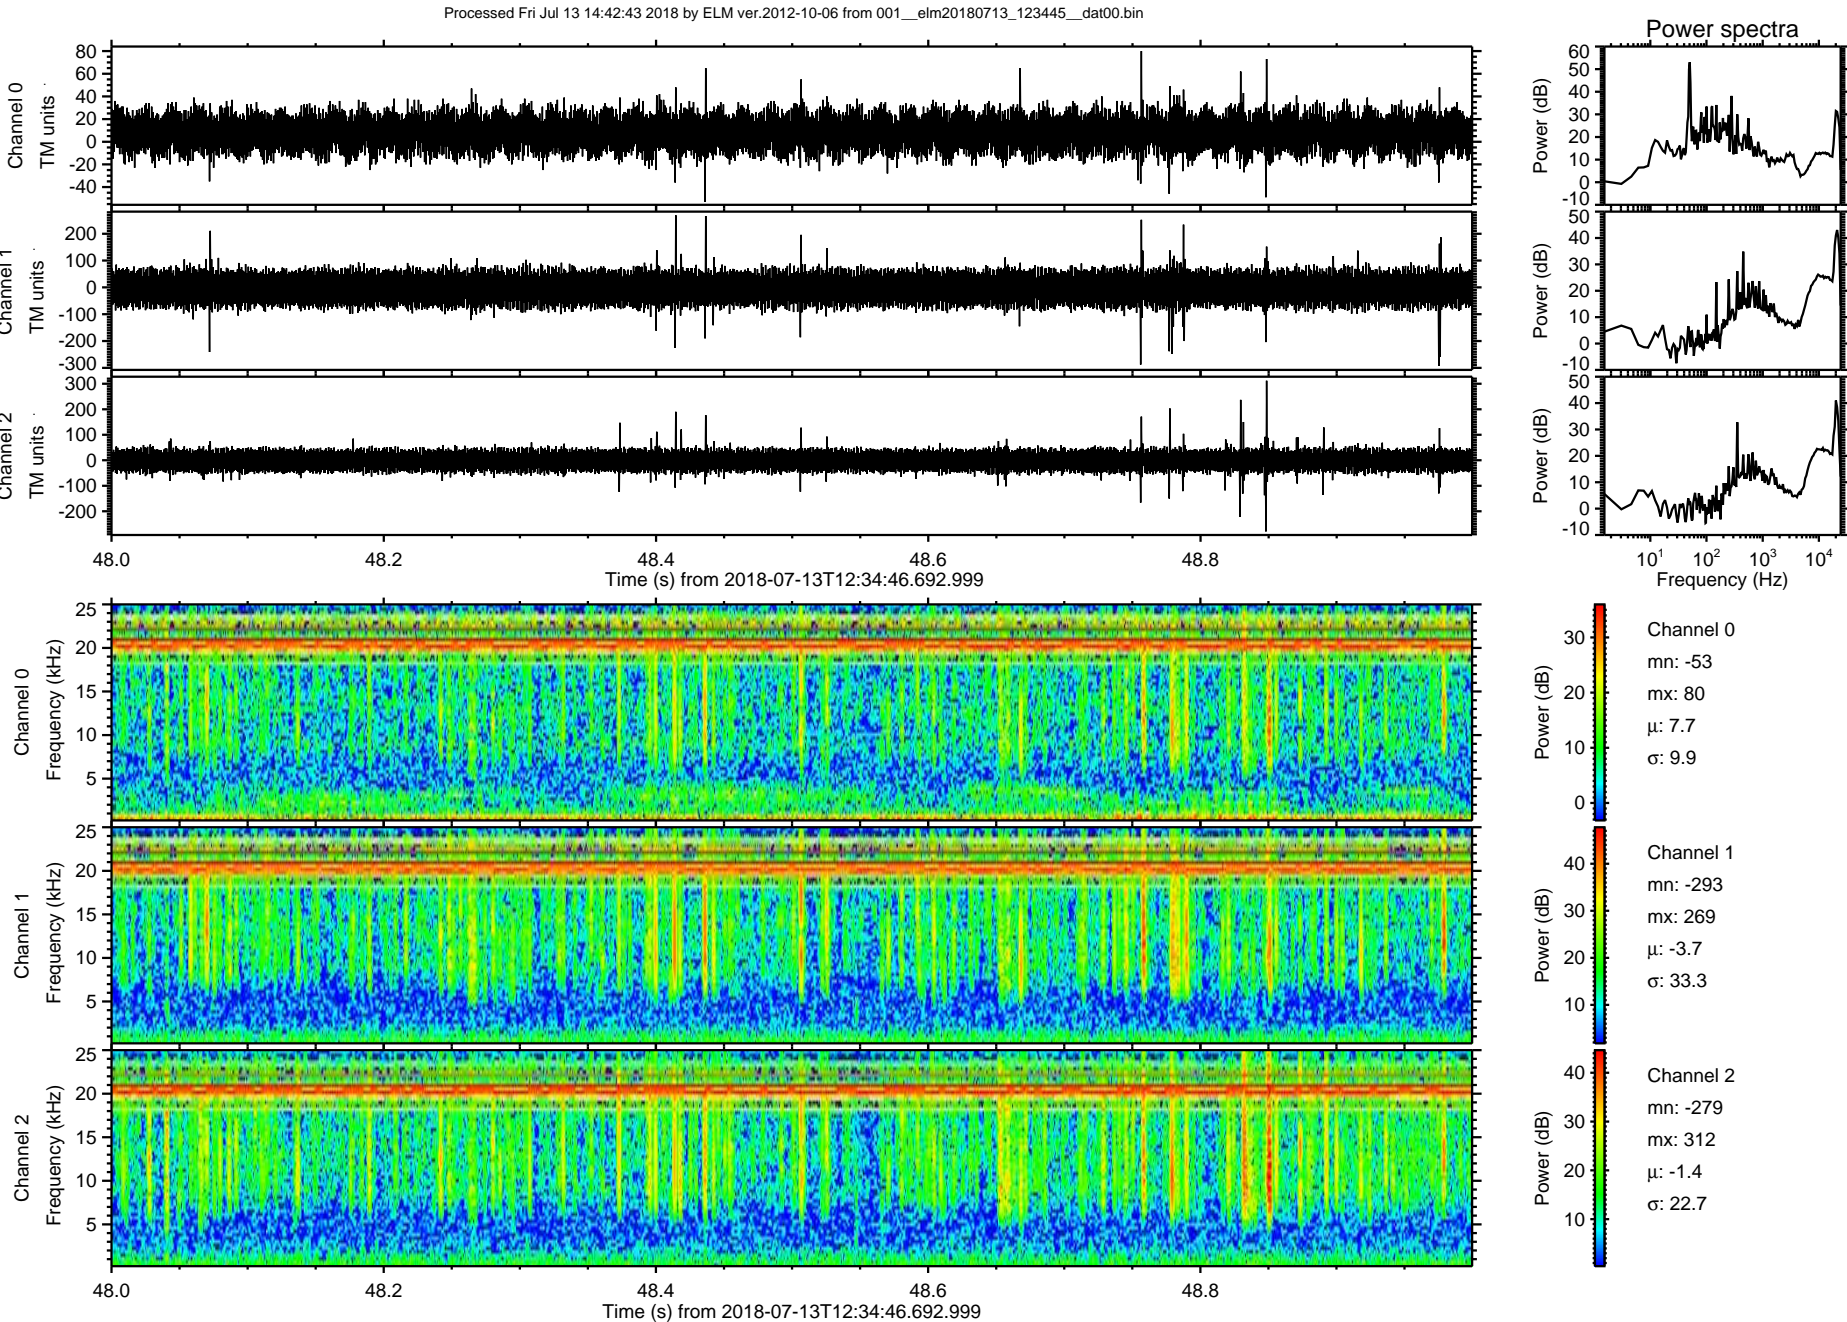 Processed Fri Jul 13 14:42:43 2018 by ELM ver.2012-10-06 from 001__elm20180713_123445__dat00.bin
Power spectra
Channel 0
TM units
80
60
40
20
0
-20
-40
Power (dB)
60
50
40
30
20
10
0
-10
Channel 1
TM units
200
100
0
-100
-200
-300
Power (dB)
50
40
30
20
10
0
-10
Channel 2
TM units
300
200
100
0
-100
-200
Power (dB)
50
40
30
20
10
0
-10
48.0 48.2 48.4 48.6 48.8
Time (s) from 2018-07-13T12:34:46.692.999
10¹ 10² 10³ 10⁴
Frequency (Hz)
Channel 0
Frequency (kHz)
25
20
15
10
5
Power (dB)
30
20
10
0
Channel 0
mn: -53
mx: 80
μ: 7.7
σ: 9.9
Channel 1
Frequency (kHz)
25
20
15
10
5
Power (dB)
40
30
20
10
Channel 1
mn: -293
mx: 269
μ: -3.7
σ: 33.3
Channel 2
Frequency (kHz)
25
20
15
10
5
Power (dB)
40
30
20
10
Channel 2
mn: -279
mx: 312
μ: -1.4
σ: 22.7
48.0 48.2 48.4 48.6 48.8
Time (s) from 2018-07-13T12:34:46.692.999